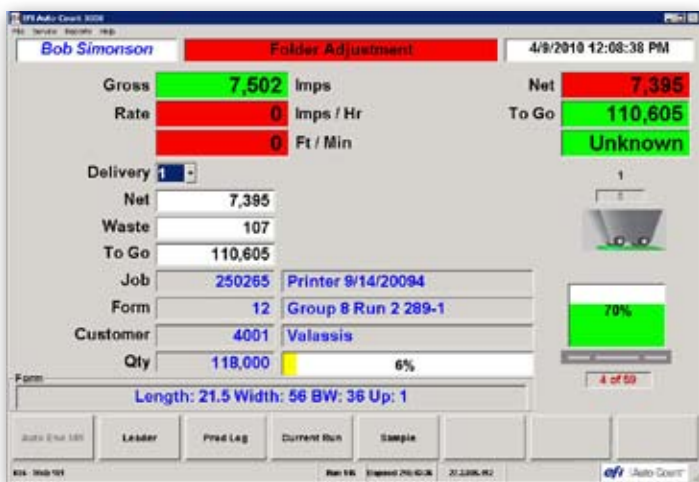 EFI Auto-Count 3000
File Service Reports Help
Bob Simonson Folder Adjustment 4/9/2010 12:08:38 PM
Gross 7,502 Imps Net 7,395
Rate 0 Imps / Hr To Go 110,605
0 Ft / Min Unknown
Delivery 1 1
Net 7,395
Waste 107
To Go 110,605
Job 250265 Printer 9/14/20094
Form 12 Group 8 Run 2 289-1 70%
Customer 4001 Valassis
Qty 118,000 6% 4 of 59
Form
Length: 21.5 Width: 56 BW: 36 Up: 1
Leader Prod Log Current Run Sample
efi Auto-Count